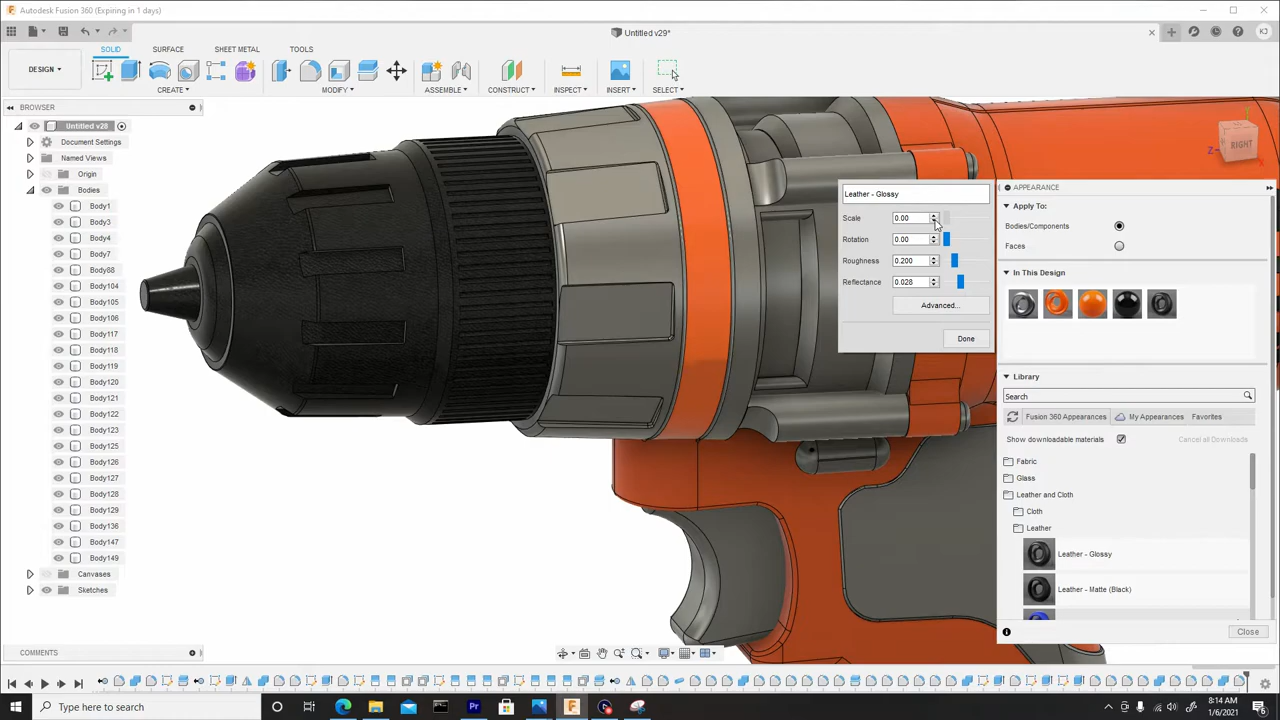 Autodesk Fusion 360 (Expiring in 1 days)
Untitled v29*
KJ
SOLID SURFACE SHEET METAL TOOLS
DESIGN
CREATE MODIFY ASSEMBLE CONSTRUCT INSPECT INSERT SELECT
BROWSER
Untitled v28
Document Settings
Named Views
Origin
Bodies
Body1
Body3
Body4
Body6
Body7
Body88
Body104
Body105
Body106
Body117
Body118
Body119
Body120
Body121
Body122
Body123
Body125
Body126
Body127
Body128
Body129
Body136
Body147
Body149
Canvases
Sketches
COMMENTS
Y
Z
X
RIGHT
Leather - Glossy
Scale 0.00
Rotation 0.00
Roughness 0.200
Reflectance 0.028
Advanced...
Done
APPEARANCE
Apply To:
Bodies/Components
Faces
In This Design
Library
Search
Fusion 360 Appearances My Appearances Favorites
Show downloadable materials Cancel all Downloads
Fabric
Glass
Leather and Cloth
Cloth
Leather
Leather - Glossy
Leather - Matte (Black)
Close
Type here to search
Pr
8:14 AM
1/6/2021